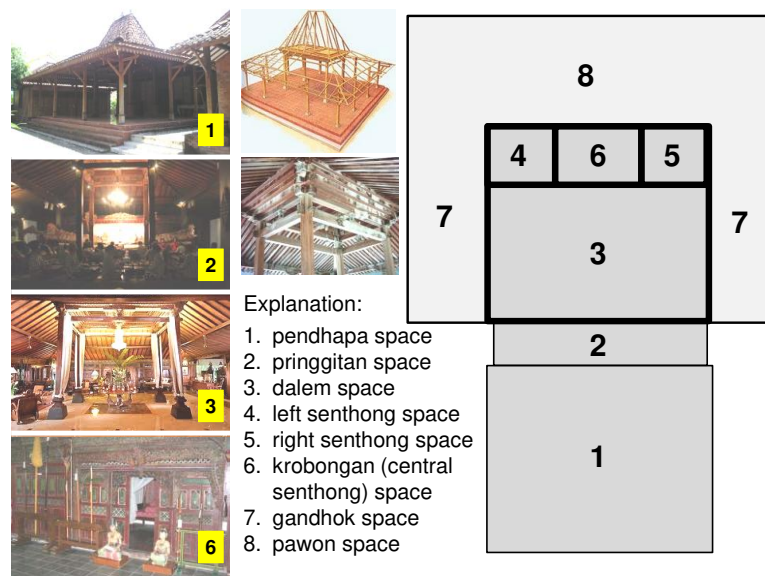 1
2
3
6
Explanation:
1. pendhapa space
2. pringgitan space
3. dalem space
4. left senthong space
5. right senthong space
6. krobongan (central
senthong) space
7. gandhok space
8. pawon space
8
4 6 5
7 7
3
2
1